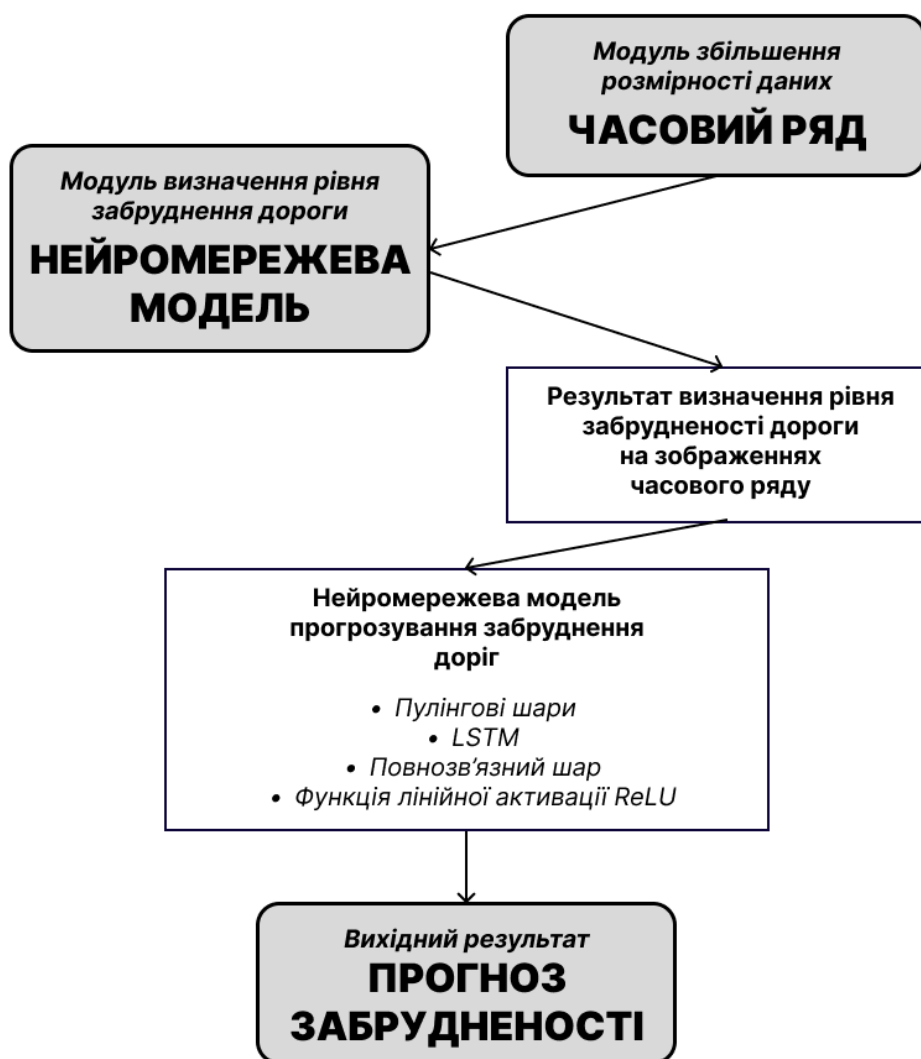 Модуль збільшення
розмірності даних
ЧАСОВИЙ РЯД
Модуль визначення рівня
забруднення дороги
НЕЙРОМЕРЕЖЕВА
МОДЕЛЬ
Результат визначення рівня
забрудненості дороги
на зображеннях
часового ряду
Нейромережева модель
прогрозування забруднення
доріг
• Пулінгові шари
• LSTM
• Повнозв’язний шар
• Функція лінійної активації ReLU
Вихідний результат
ПРОГНОЗ
ЗАБРУДНЕНОСТІ